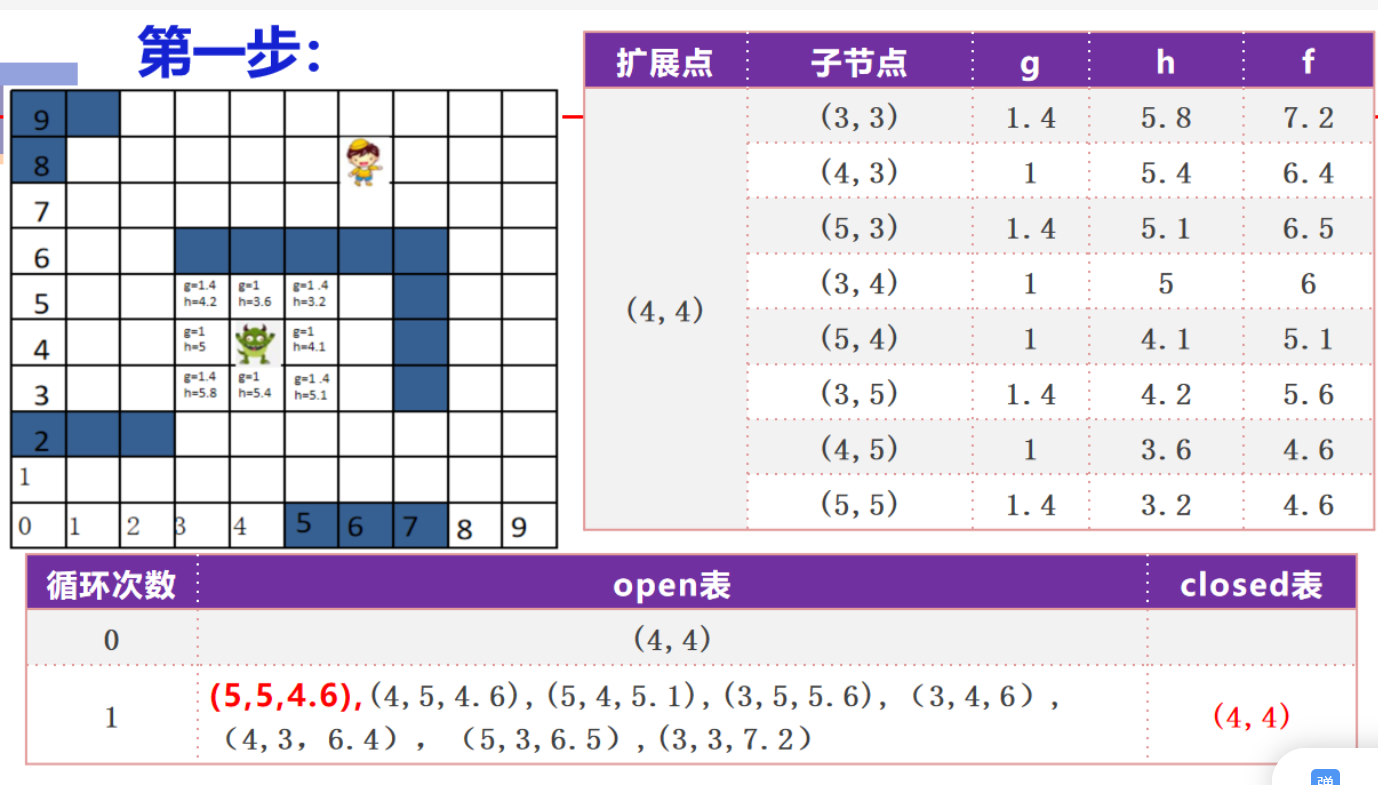 第一步：
扩展点 子节点 g h f
(4,4)
(3,3) 1.4 5.8 7.2
(4,3) 1 5.4 6.4
(5,3) 1.4 5.1 6.5
(3,4) 1 5 6
(5,4) 1 4.1 5.1
(3,5) 1.4 4.2 5.6
(4,5) 1 3.6 4.6
(5,5) 1.4 3.2 4.6
9
8
7
6
5
g=1.4 g=1 g=1.4
h=4.2 h=3.6 h=3.2
4
g=1 g=1
h=5 h=4.1
3
g=1.4 g=1 g=1.4
h=5.8 h=5.4 h=5.1
2
1
0 1 2 3 4 5 6 7 8 9
循环次数 open表 closed表
0 (4,4)
1 (5,5,4.6),(4,5,4.6),(5,4,5.1),(3,5,5.6),（3,4,6）,
（4,3，6.4），（5,3,6.5）,(3,3,7.2)
(4,4)
弹